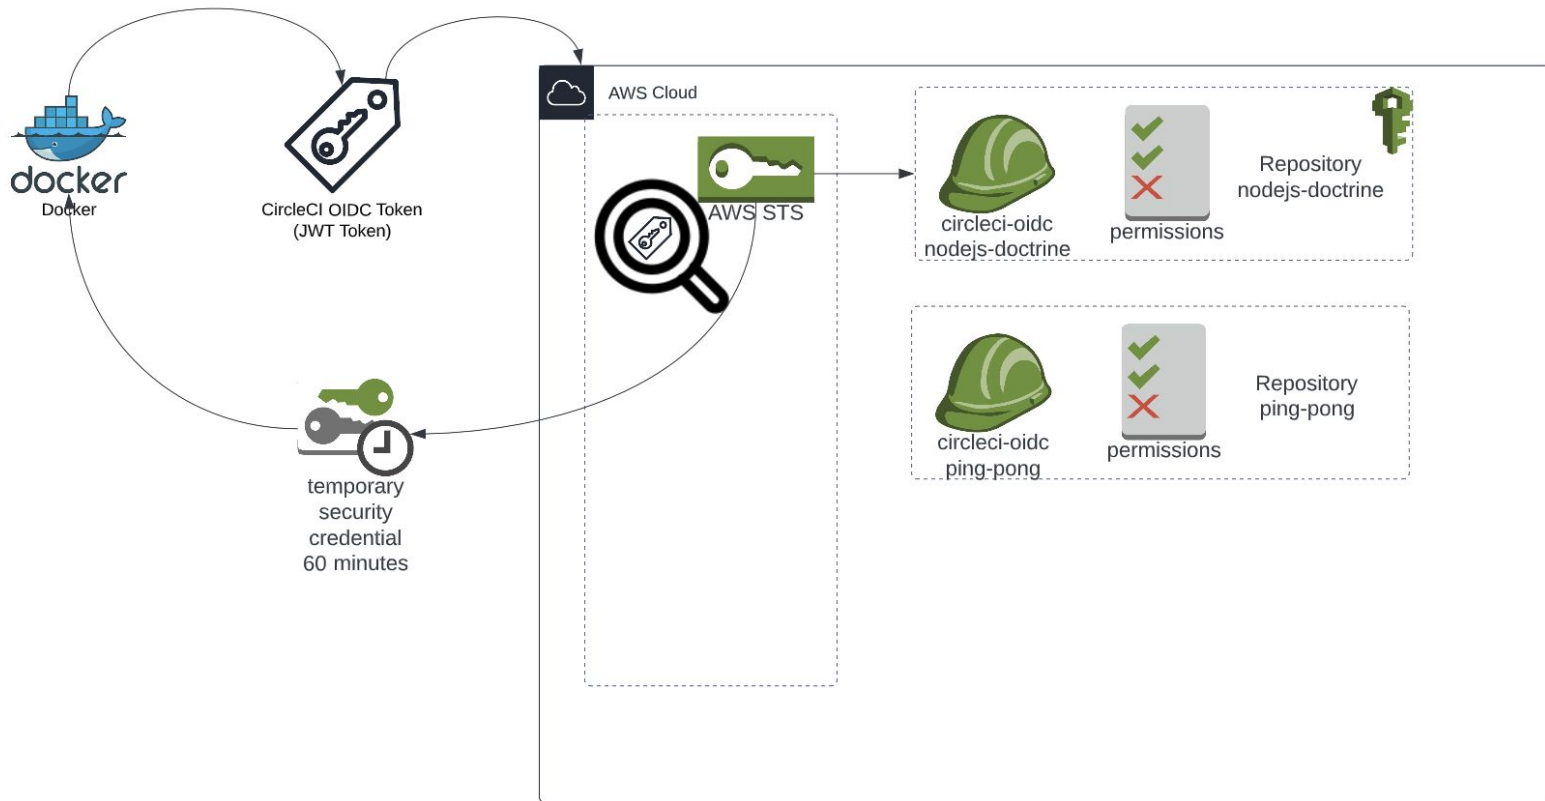 docker
Docker
CircleCI OIDC Token
(JWT Token)
AWS Cloud
AWS STS
circleci-oidc
nodejs-doctrine
permissions
Repository
nodejs-doctrine
circleci-oidc
ping-pong
permissions
Repository
ping-pong
temporary
security
credential
60 minutes